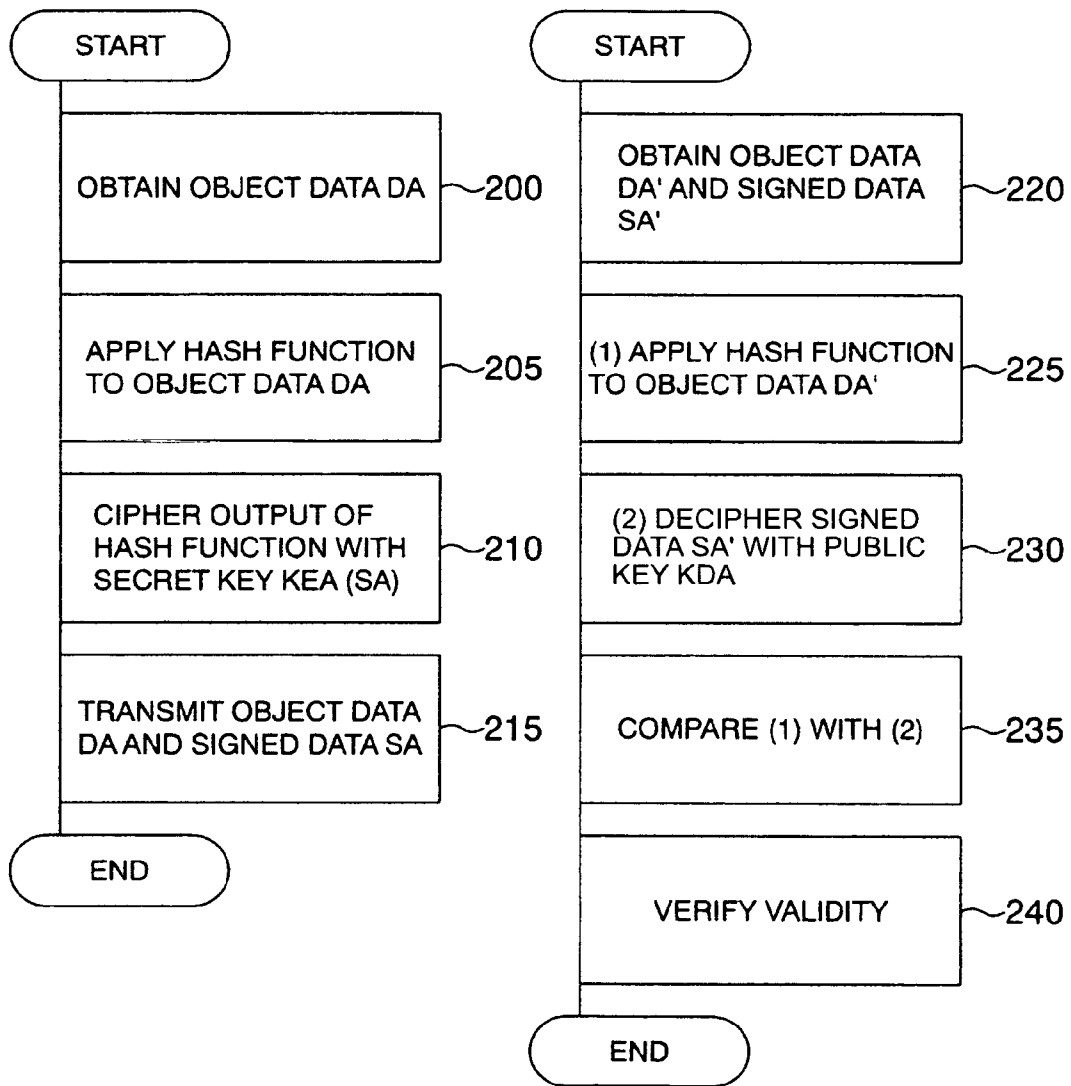 START
OBTAIN OBJECT DATA DA
200
APPLY HASH FUNCTION
TO OBJECT DATA DA
205
CIPHER OUTPUT OF
HASH FUNCTION WITH
SECRET KEY KEA (SA)
210
TRANSMIT OBJECT DATA
DA AND SIGNED DATA SA
215
END
START
OBTAIN OBJECT DATA
DA' AND SIGNED DATA
SA'
220
(1) APPLY HASH FUNCTION
TO OBJECT DATA DA'
225
(2) DECIPHER SIGNED
DATA SA' WITH PUBLIC
KEY KDA
230
COMPARE (1) WITH (2)
235
VERIFY VALIDITY
240
END